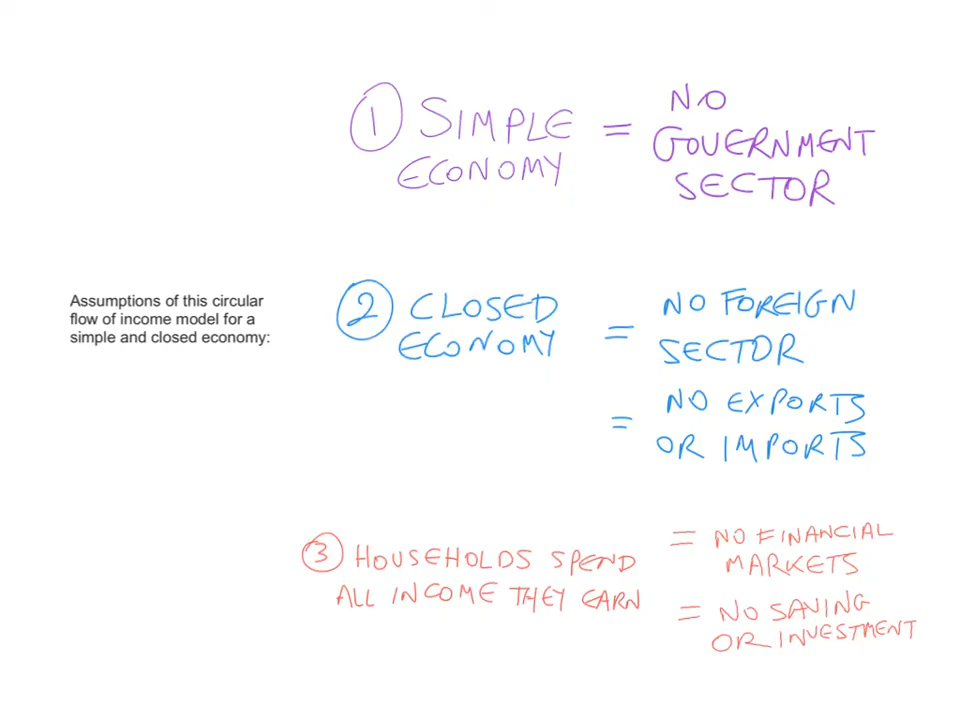 ① SIMPLE = NO
ECONOMY GOVERNMENT
SECTOR
Assumptions of this circular
flow of income model for a
simple and closed economy:
② CLOSED = NO FOREIGN
ECONOMY SECTOR
= NO EXPORTS
OR IMPORTS
③ HOUSEHOLDS SPEND = NO FINANCIAL
ALL INCOME THEY EARN MARKETS
= NO SAVING
OR INVESTMENT